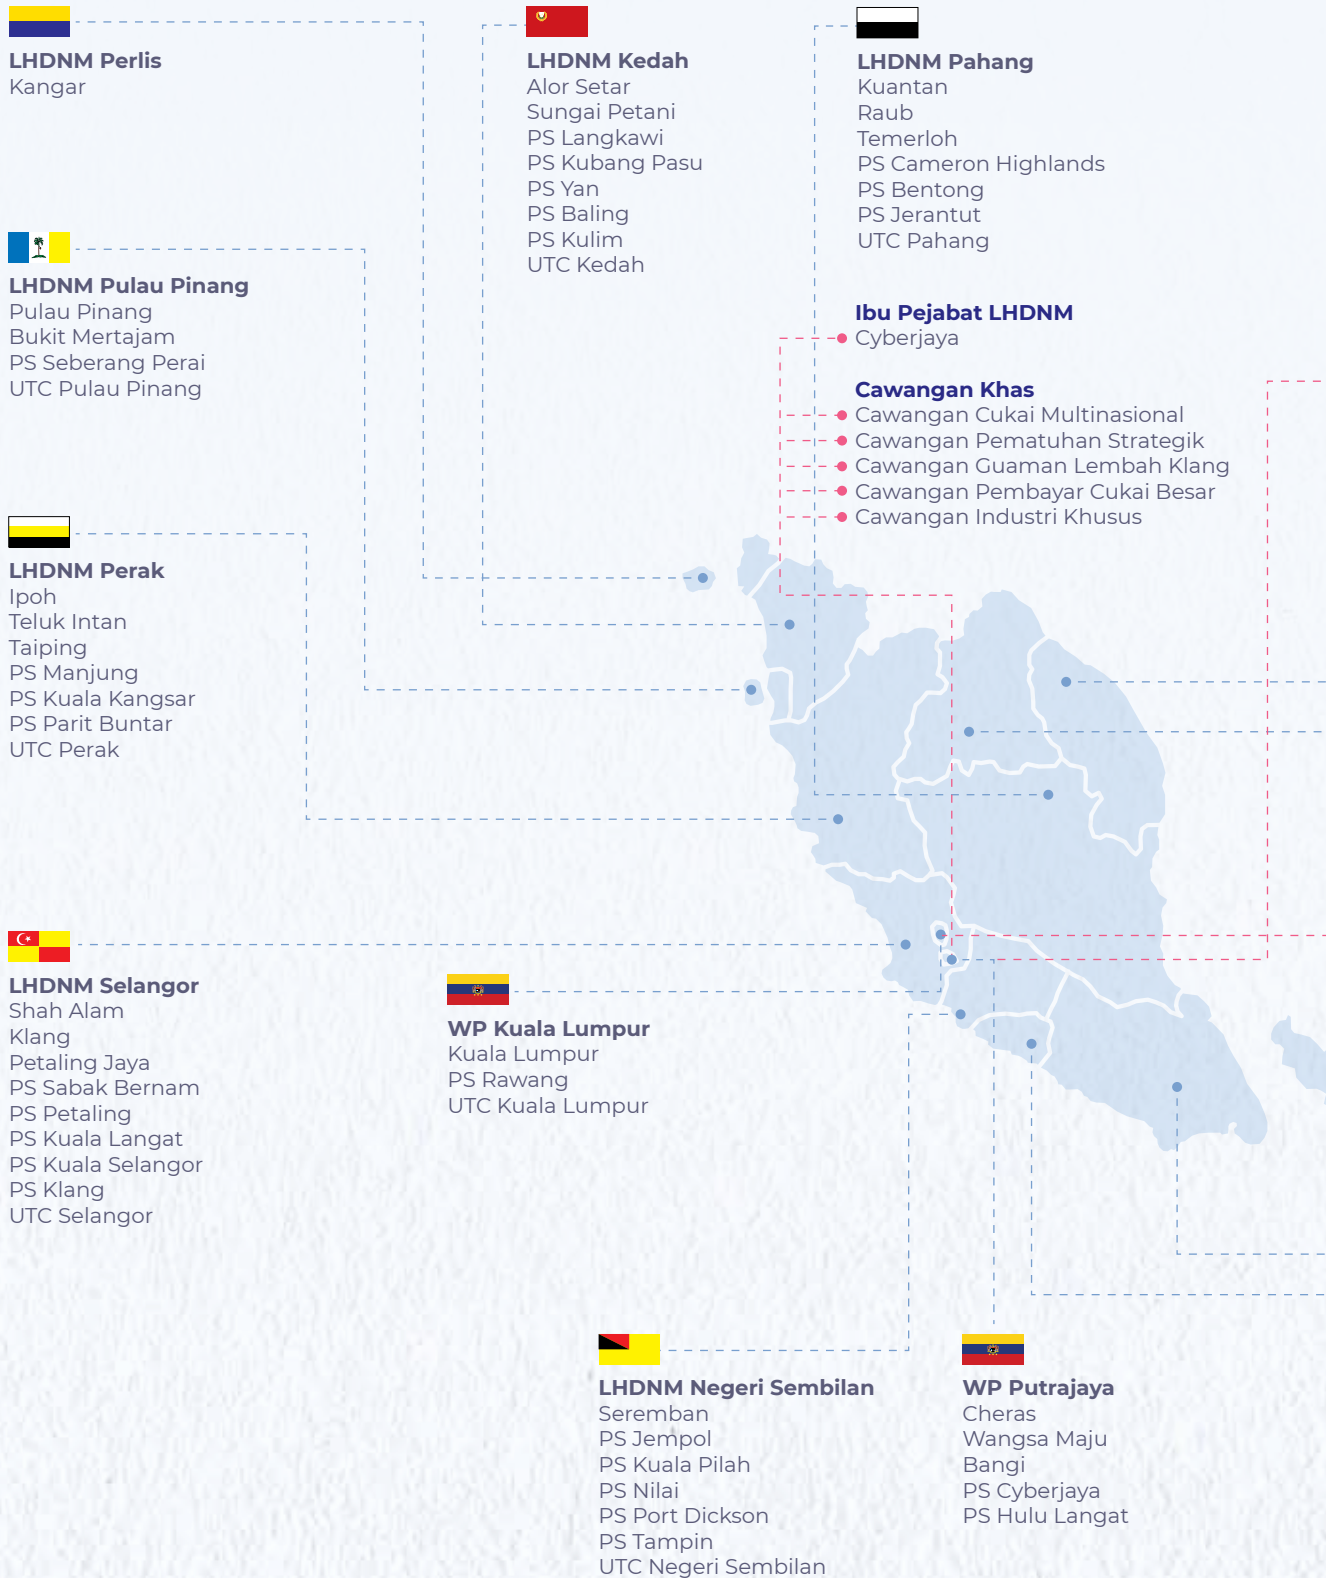 LHDNM Perlis
Kangar
LHDNM Kedah
Alor Setar
Sungai Petani
PS Langkawi
PS Kubang Pasu
PS Yan
PS Baling
PS Kulim
UTC Kedah
LHDNM Pahang
Kuantan
Raub
Temerloh
PS Cameron Highlands
PS Bentong
PS Jerantut
UTC Pahang
LHDNM Pulau Pinang
Pulau Pinang
Bukit Mertajam
PS Seberang Perai
UTC Pulau Pinang
Ibu Pejabat LHDNM
Cyberjaya
Cawangan Khas
Cawangan Cukai Multinasional
Cawangan Pematuhan Strategik
Cawangan Guaman Lembah Klang
Cawangan Pembayar Cukai Besar
Cawangan Industri Khusus
LHDNM Perak
Ipoh
Teluk Intan
Taiping
PS Manjung
PS Kuala Kangsar
PS Parit Buntar
UTC Perak
LHDNM Selangor
Shah Alam
Klang
Petaling Jaya
PS Sabak Bernam
PS Petaling
PS Kuala Langat
PS Kuala Selangor
PS Klang
UTC Selangor
WP Kuala Lumpur
Kuala Lumpur
PS Rawang
UTC Kuala Lumpur
LHDNM Negeri Sembilan
Seremban
PS Jempol
PS Kuala Pilah
PS Nilai
PS Port Dickson
PS Tampin
UTC Negeri Sembilan
WP Putrajaya
Cheras
Wangsa Maju
Bangi
PS Cyberjaya
PS Hulu Langat